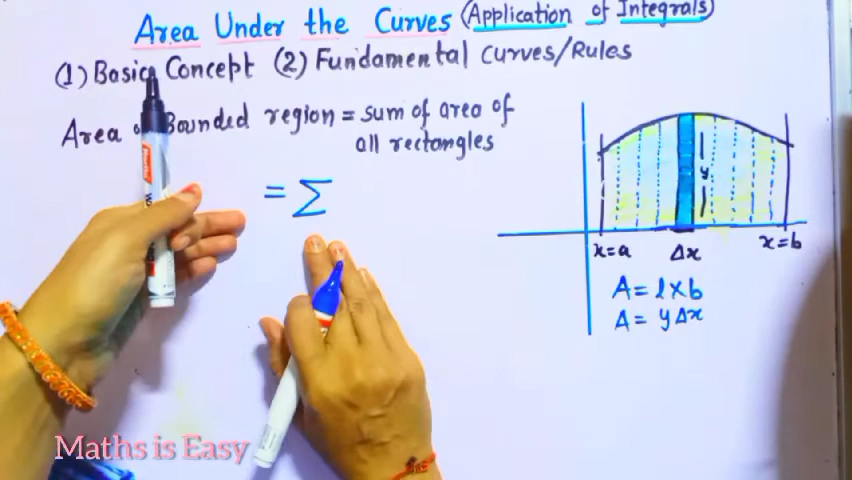 Area Under the Curves (Application of Integrals)
(1) Basic Concept (2) Fundamental Curves/Rules
Area of Bounded region = sum of area of
all rectangles
= Σ
y
x=a Δx x=b
A = l×b
A = yΔx
Maths is Easy